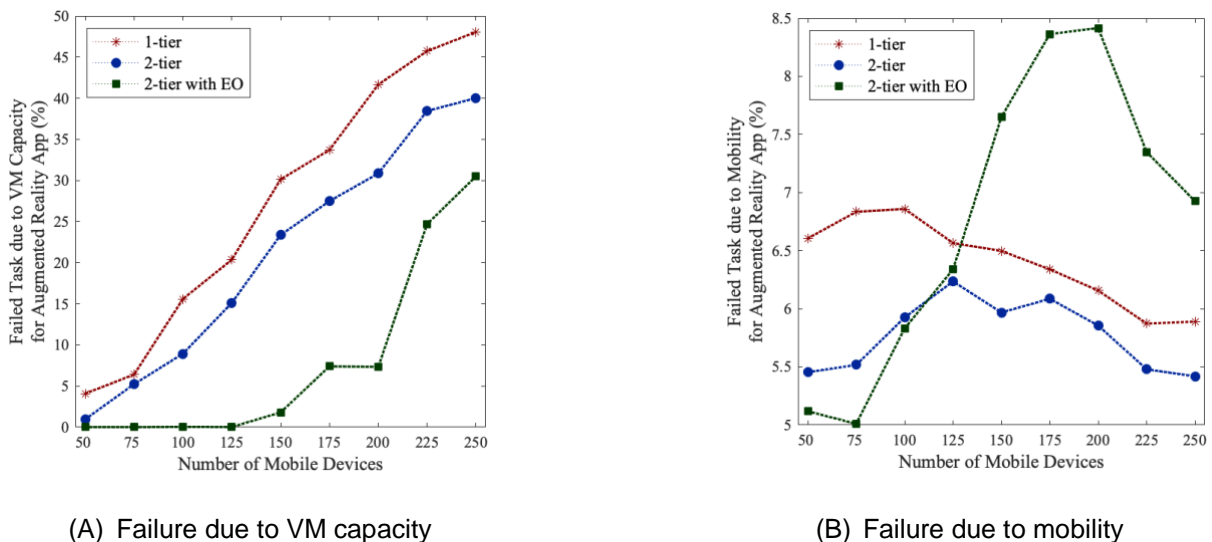 50
45
40
35
30
25
20
15
10
5
0
Failed Task due to VM Capacity
for Augmented Reality App (%)
1-tier
2-tier
2-tier with EO
50 75 100 125 150 175 200 225 250
Number of Mobile Devices
(A) Failure due to VM capacity
8.5
8
7.5
7
6.5
6
5.5
5
Failed Task due to Mobility
for Augmented Reality App (%)
1-tier
2-tier
2-tier with EO
50 75 100 125 150 175 200 225 250
Number of Mobile Devices
(B) Failure due to mobility